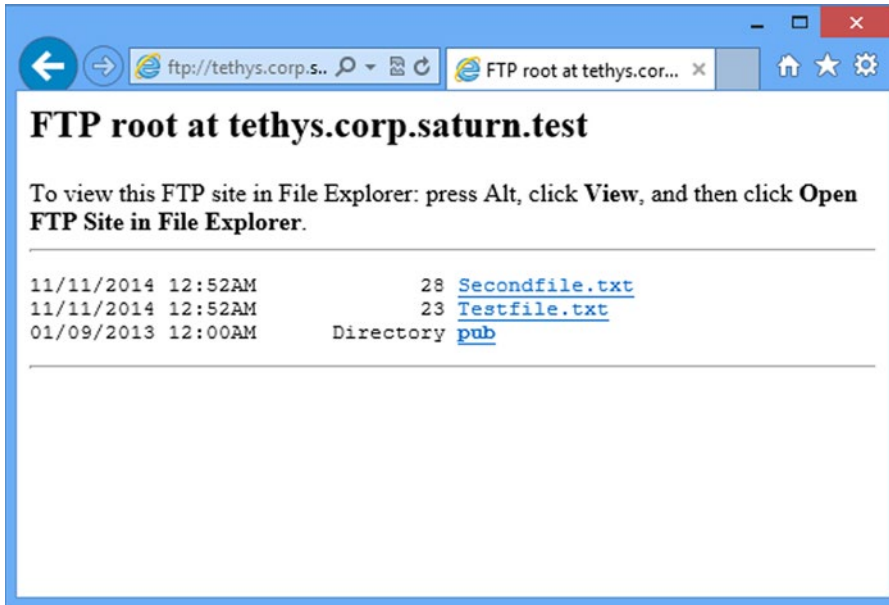 ftp://tethys.corp.s..
FTP root at tethys.cor...
FTP root at tethys.corp.saturn.test
To view this FTP site in File Explorer: press Alt, click View, and then click Open
FTP Site in File Explorer.
11/11/2014 12:52AM 28 Secondfile.txt
11/11/2014 12:52AM 23 Testfile.txt
01/09/2013 12:00AM Directory pub